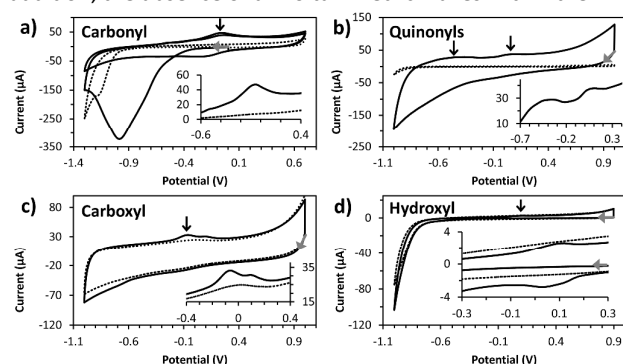 a)
Carbonyl
Current (µA)
50
-50
-150
-250
-350
60
40
20
0
-0.6 0.4
-1.4 -0.9 -0.4 0.1 0.6
Potential (V)
b)
Quinonyls
Current (µA)
150
50
-50
-150
-250
40
10
-0.7 -0.2 0.3
-1.1 -0.6 -0.1 0.4 0.9
Potential (V)
c)
Carboxyl
Current (µA)
80
30
-20
-70
-120
35
25
15
-0.4 0 0.4
-1.1 -0.6 -0.1 0.4 0.9
Potential (V)
d)
Hydroxyl
Current (µA)
0
-40
-80
-120
4
0
-4
-0.3 -0.1 0.1 0.3
-1.1 -0.6 -0.1 0.4 0.9
Potential (V)